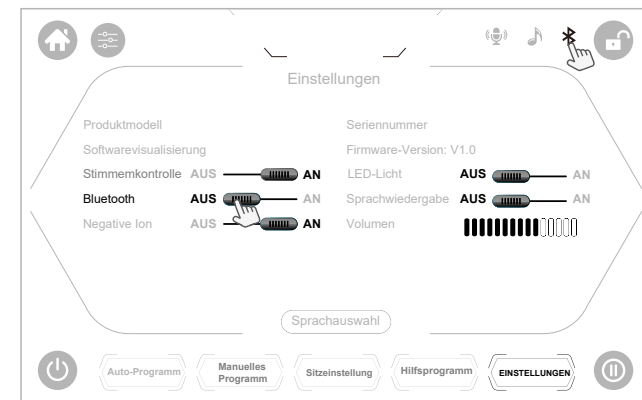 Einstellungen
Produktmodell
Seriennummer
Softwarevisualisierung
Firmware-Version: V1.0
Stimmemkontrolle AUS AN
LED-Licht AUS AN
Bluetooth AUS AN
Sprachwiedergabe AUS AN
Negative Ion AUS AN
Volumen
Sprachauswahl
Auto-Programm
Manuelles
Programm
Sitzeinstellung
Hilfsprogramm
EINSTELLUNGEN